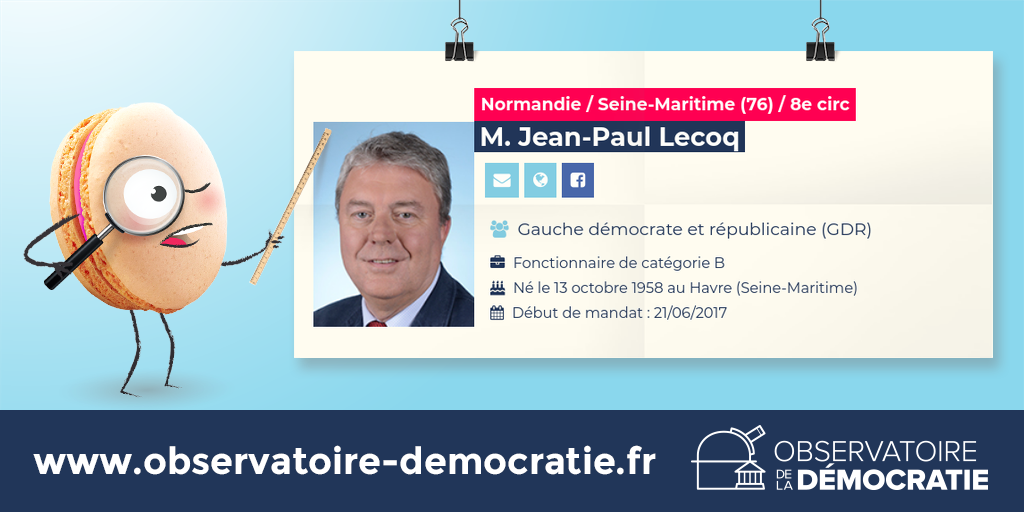 Normandie / Seine-Maritime (76) / 8e circ
M. Jean-Paul Lecoq
Gauche démocrate et républicaine (GDR)
Fonctionnaire de catégorie B
Né le 13 octobre 1958 au Havre (Seine-Maritime)
Début de mandat : 21/06/2017
www.observatoire-democratie.fr
OBSERVATOIRE
DE LA DÉMOCRATIE